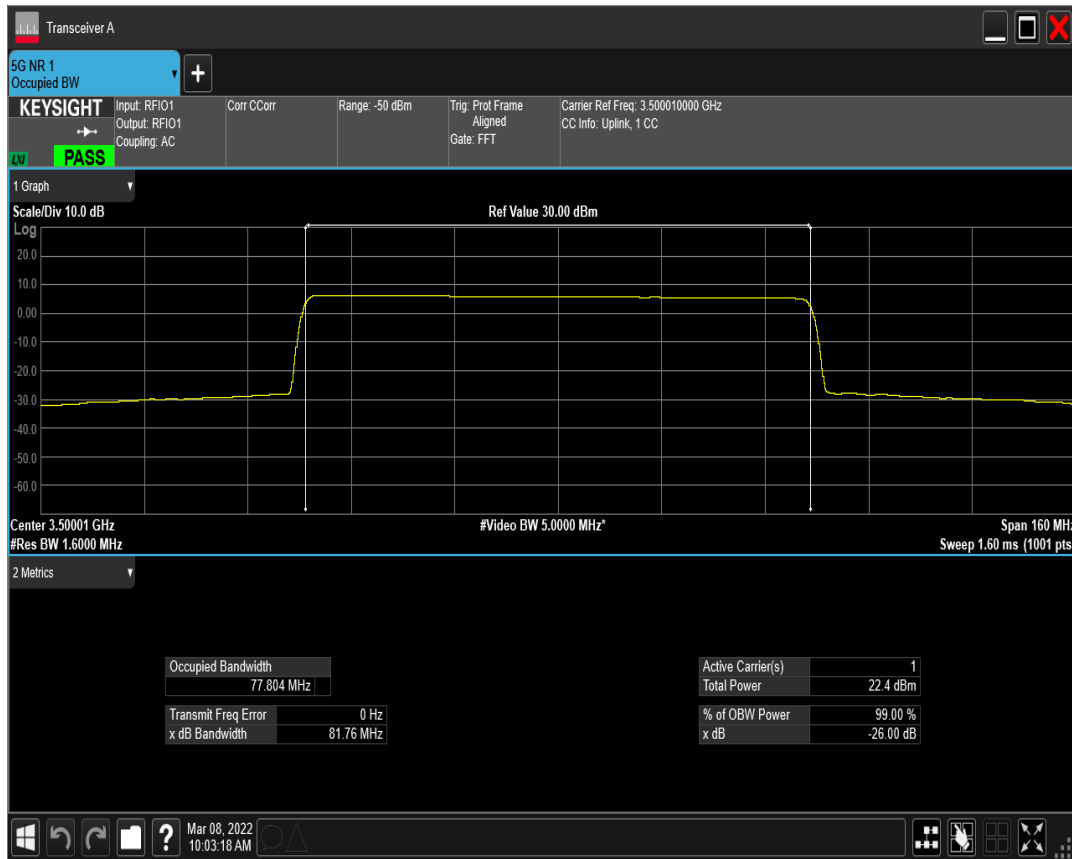 Transceiver A
5G NR 1
Occupied BW
+
KEYSIGHT
LXI
PASS
Input: RFIO1
Output: RFIO1
Coupling: AC
Corr CCorr
Range: -50 dBm
Trig: Prot Frame
Aligned
Gate: FFT
Carrier Ref Freq: 3.500010000 GHz
CC Info: Uplink, 1 CC
1 Graph
Scale/Div 10.0 dB
Ref Value 30.00 dBm
Log
20.0
10.0
0.00
-10.0
-20.0
-30.0
-40.0
-50.0
-60.0
Center 3.50001 GHz
#Video BW 5.0000 MHz*
Span 160 MHz
#Res BW 1.6000 MHz
Sweep 1.60 ms (1001 pts
2 Metrics
Occupied Bandwidth
77.804 MHz
Transmit Freq Error 0 Hz
x dB Bandwidth 81.76 MHz
Active Carrier(s) 1
Total Power 22.4 dBm
% of OBW Power 99.00 %
x dB -26.00 dB
?
Mar 08, 2022
10:03:18 AM